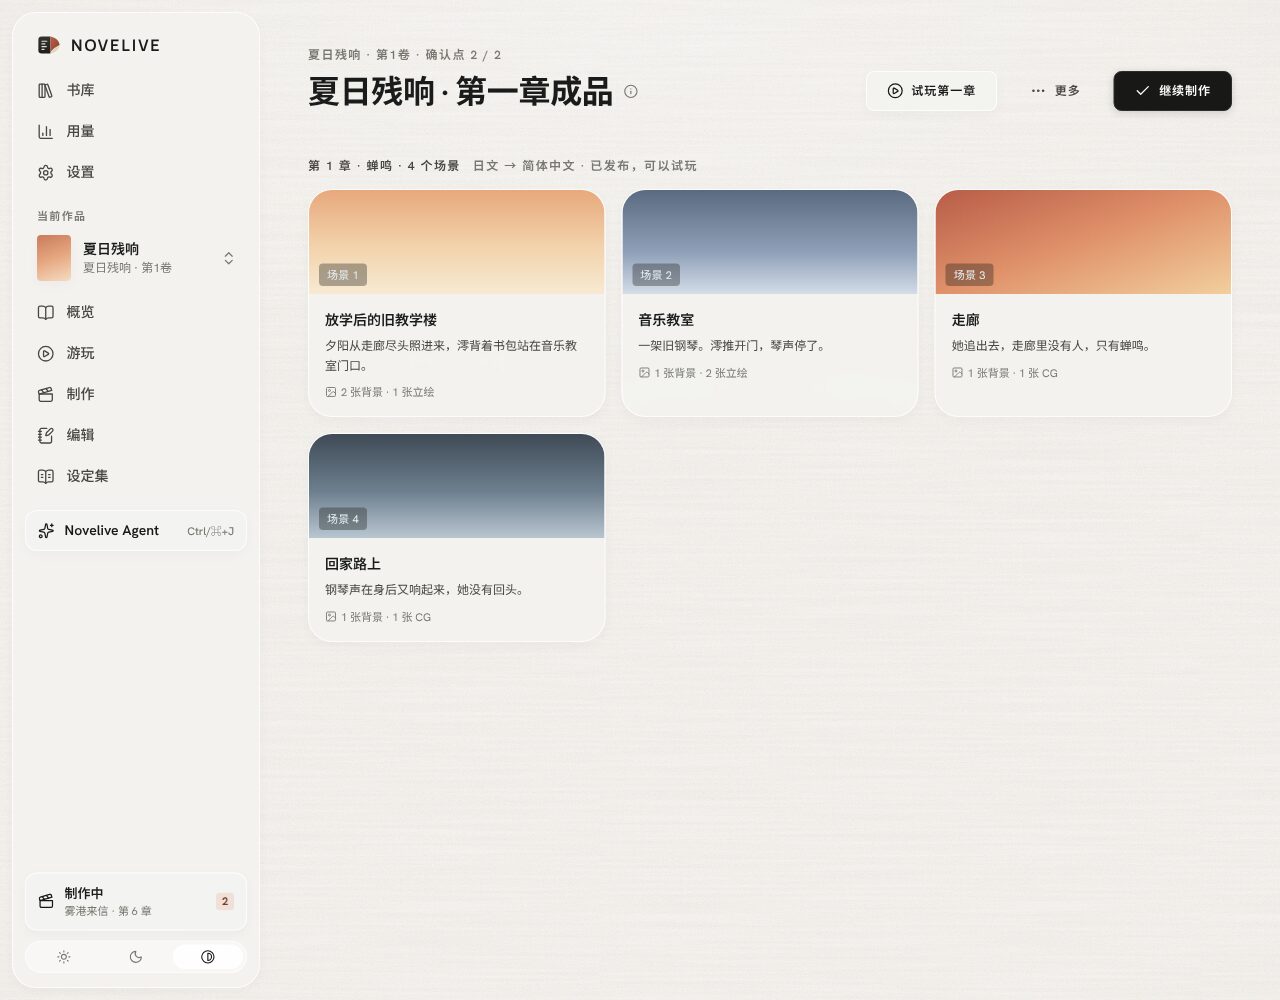 NOVELIVE
书库
用量
设置
当前作品
夏日残响
夏日残响 · 第1卷
概览
游玩
制作
编辑
设定集
Novelive Agent
Ctrl/⌘+J
制作中
雾港来信 · 第 6 章
2
夏日残响 · 第1卷 · 确认点 2 / 2
夏日残响 · 第一章成品
试玩第一章
更多
继续制作
第 1 章 · 蝉鸣 · 4 个场景
日文 → 简体中文 · 已发布，可以试玩
场景 1
放学后的旧教学楼
夕阳从走廊尽头照进来，澪背着书包站在音乐教
室门口。
2 张背景 · 1 张立绘
场景 2
音乐教室
一架旧钢琴。澪推开门，琴声停了。
1 张背景 · 2 张立绘
场景 3
走廊
她追出去，走廊里没有人，只有蝉鸣。
1 张背景 · 1 张 CG
场景 4
回家路上
钢琴声在身后又响起来，她没有回头。
1 张背景 · 1 张 CG